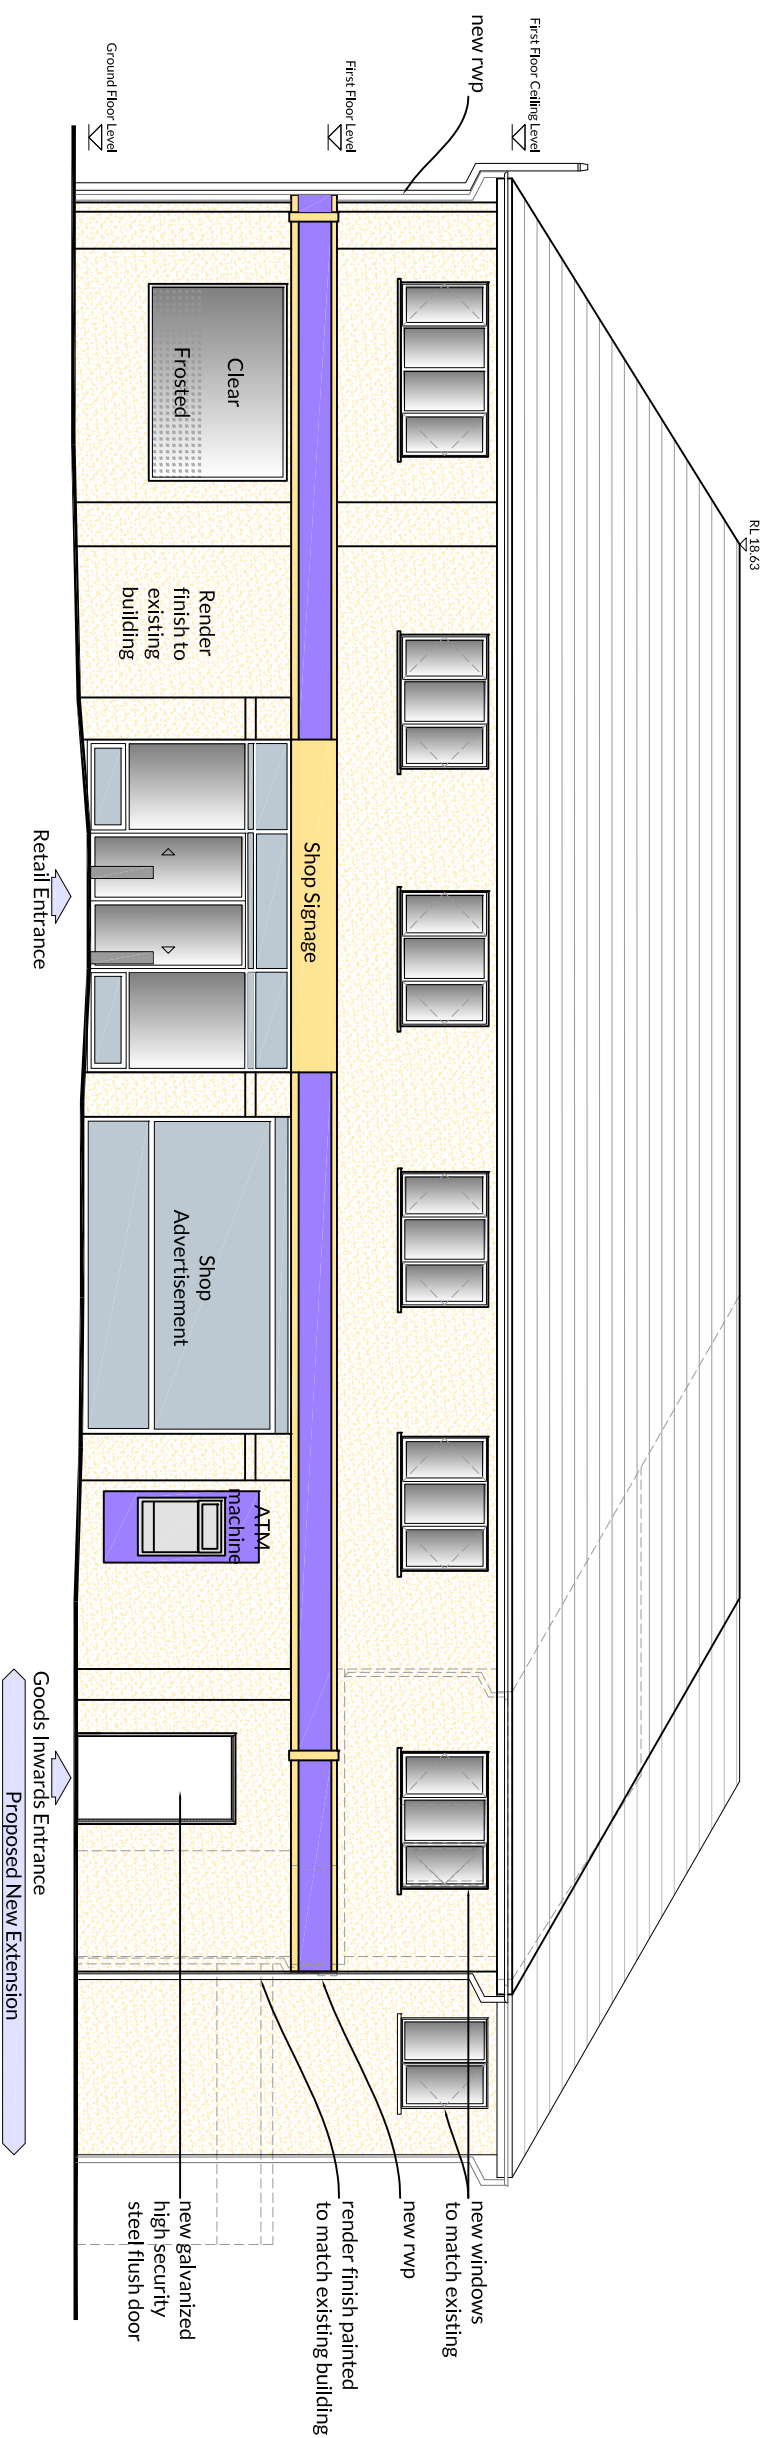 RL 18.63
First Floor Ceiling Level
new rwp
First Floor Level
Ground Floor Level
Clear
Frosted
Render
finish to
existing
building
Shop Signage
Retail Entrance
Shop
Advertisement
ATM
machine
Goods Inwards Entrance
Proposed New Extension
new windows
to match existing
new rwp
render finish painted
to match existing building
new galvanized
high security
steel flush door